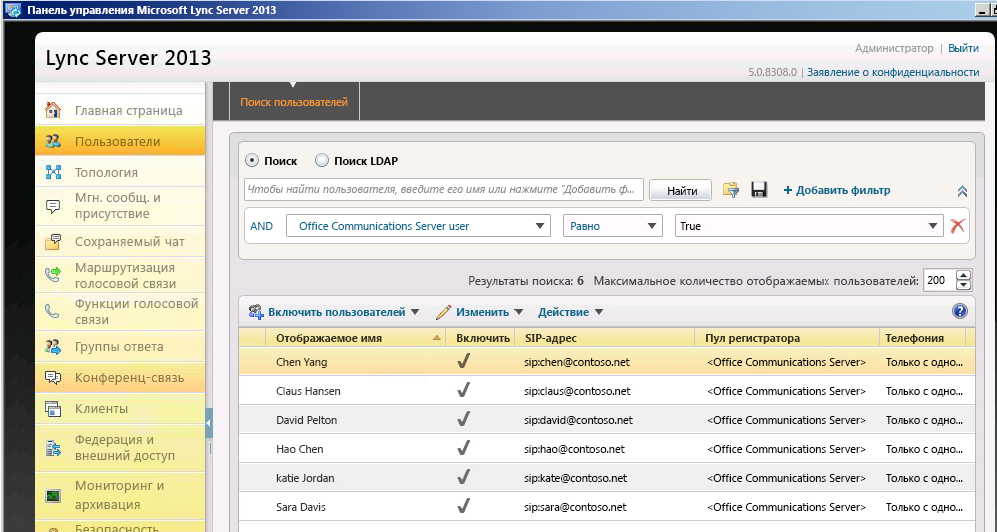 Панель управления Microsoft Lync Server 2013
Lync Server 2013
Администратор | Выйти
5.0.8308.0 | Заявление о конфиденциальности
Главная страница
Пользователи
Топология
Мгн. сообщ. и
присутствие
Сохраняемый чат
Маршрутизация
голосовой связи
Функции голосовой
связи
Группы ответа
Конференц-связь
Клиенты
Федерация и
внешний доступ
Мониторинг и
архивация
Безопасность
Поиск пользователей
Поиск Поиск LDAP
Чтобы найти пользователя, введите его имя или нажмите "Добавить ф... Найти + Добавить фильтр
AND Office Communications Server user Равно True
Результаты поиска: 6 Максимальное количество отображаемых пользователей: 200
Включить пользователей Изменить Действие
Отображаемое имя Включить SIP-адрес Пул регистратора Телефония
Chen Yang sip:chen@contoso.net <Office Communications Server> Только с одно...
Claus Hansen sip:claus@contoso.net <Office Communications Server> Только с одно...
David Pelton sip:david@contoso.net <Office Communications Server> Только с одно...
Hao Chen sip:hao@contoso.net <Office Communications Server> Только с одно...
katie Jordan sip:kate@contoso.net <Office Communications Server> Только с одно...
Sara Davis sip:sara@contoso.net <Office Communications Server> Только с одно...